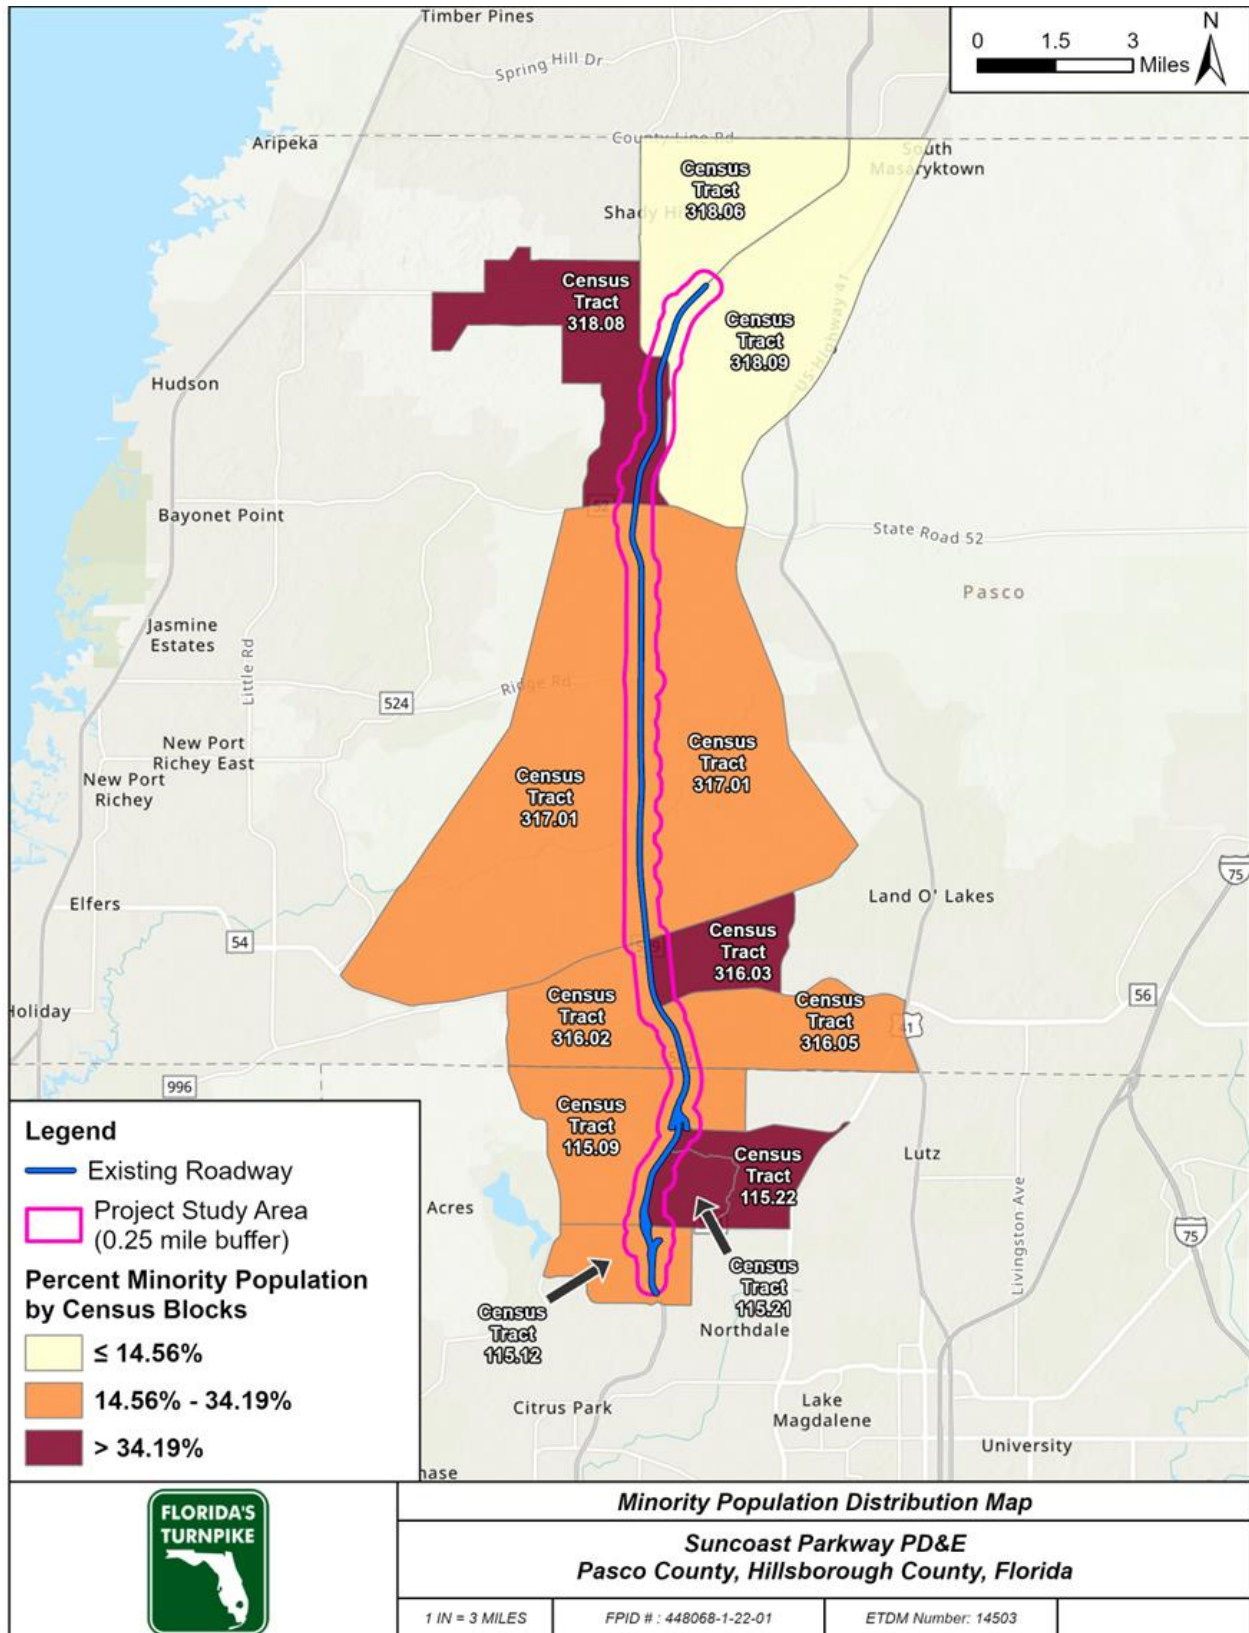 Timber Pines
N
0 1.5 3
Miles
Spring Hill Dr
County Line Rd
Aripeka
South
Masaryktown
Census
Tract
318.06
Census
Tract
318.08
Census
Tract
318.09
US Highway 41
Hudson
52
Bayonet Point
State Road 52
Pasco
Jasmine
Estates
Little Rd
Ridge Rd
524
New Port
Richey East
New Port
Richey
Census
Tract
317.01
Census
Tract
317.01
75
Elfers
Land O' Lakes
54
Census
Tract
316.03
Holiday
Census
Tract
316.02
Census
Tract
316.05
56
41
996
Census
Tract
115.09
Lutz
Census
Tract
115.22
Acres
Livingston Ave
75
Census
Tract
115.21
Census
Tract
115.12
Northdale
Citrus Park
Lake
Magdalene
University
Legend
Existing Roadway
Project Study Area
(0.25 mile buffer)
Percent Minority Population
by Census Blocks
≤ 14.56%
14.56% - 34.19%
> 34.19%
FLORIDA'S
TURNPIKE
Minority Population Distribution Map
Suncoast Parkway PD&E
Pasco County, Hillsborough County, Florida
1 IN = 3 MILES
FPID # : 448068-1-22-01
ETDM Number: 14503